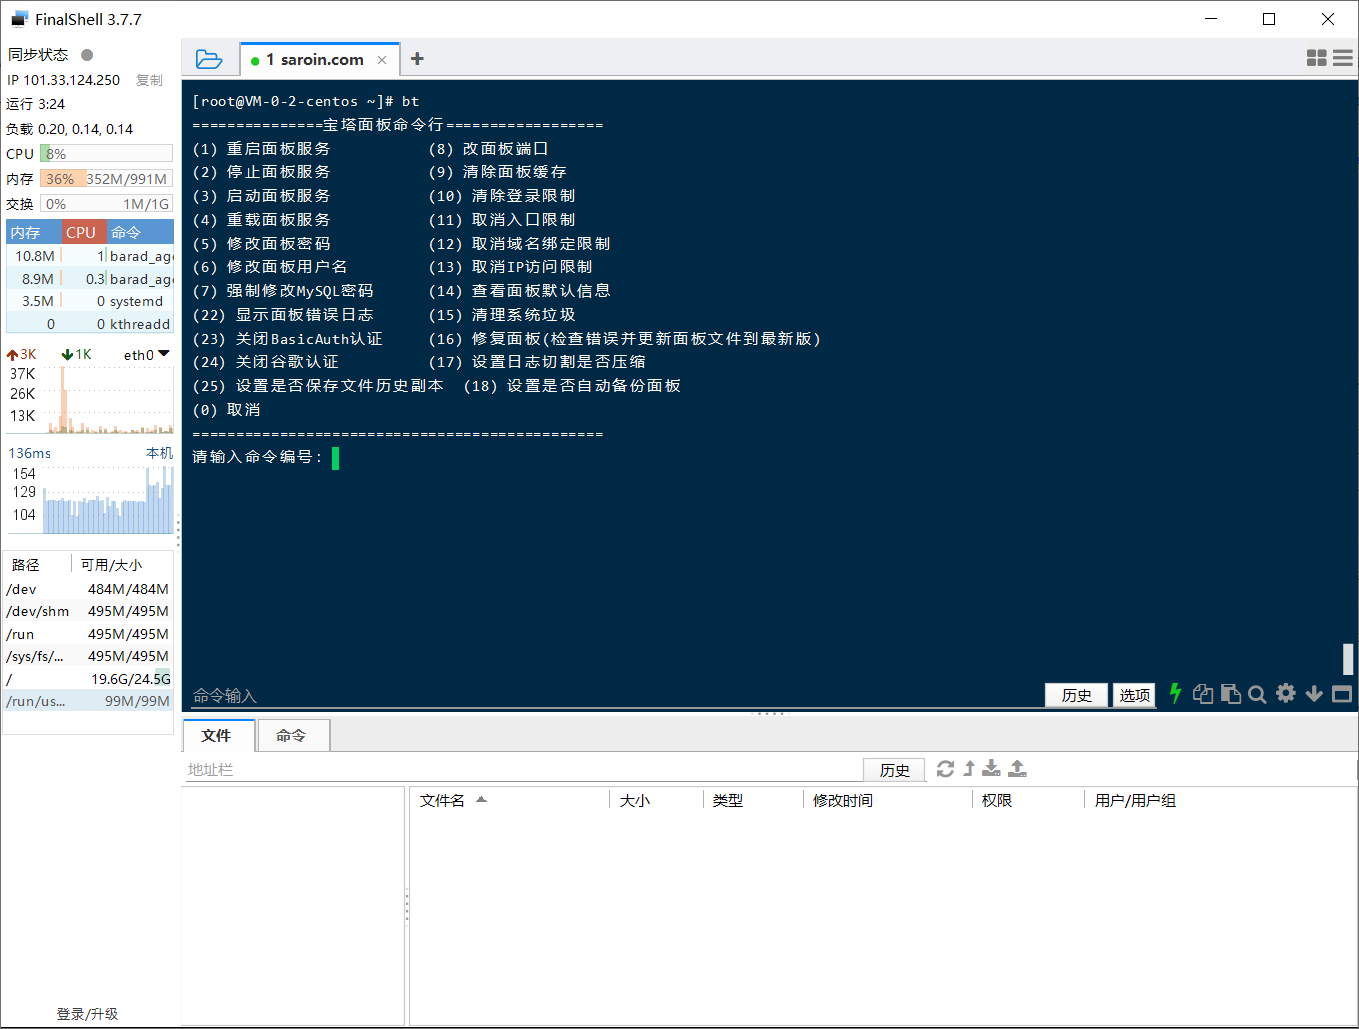 FinalShell 3.7.7
同步状态
IP 101.33.124.250 复制
运行 3:24
负载 0.20, 0.14, 0.14
CPU 8%
内存 36% 352M/991M
交换 0% 1M/1G
内存 CPU 命令
10.8M 1 barad_age
8.9M 0.3 barad_age
3.5M 0 systemd
0 0 kthreadd
3K 1K eth0
37K
26K
13K
136ms 本机
154
129
104
路径 可用/大小
/dev 484M/484M
/dev/shm 495M/495M
/run 495M/495M
/sys/fs/... 495M/495M
/ 19.6G/24.5G
/run/us... 99M/99M
登录/升级
1 saroin.com
[root@VM-0-2-centos ~]# bt
===============宝塔面板命令行==================
(1) 重启面板服务 (8) 改面板端口
(2) 停止面板服务 (9) 清除面板缓存
(3) 启动面板服务 (10) 清除登录限制
(4) 重载面板服务 (11) 取消入口限制
(5) 修改面板密码 (12) 取消域名绑定限制
(6) 修改面板用户名 (13) 取消IP访问限制
(7) 强制修改MySQL密码 (14) 查看面板默认信息
(22) 显示面板错误日志 (15) 清理系统垃圾
(23) 关闭BasicAuth认证 (16) 修复面板(检查错误并更新面板文件到最新版)
(24) 关闭谷歌认证 (17) 设置日志切割是否压缩
(25) 设置是否保存文件历史副本 (18) 设置是否自动备份面板
(0) 取消
===============================================
请输入命令编号：
命令输入 历史 选项
文件 命令
地址栏 历史
文件名 大小 类型 修改时间 权限 用户/用户组